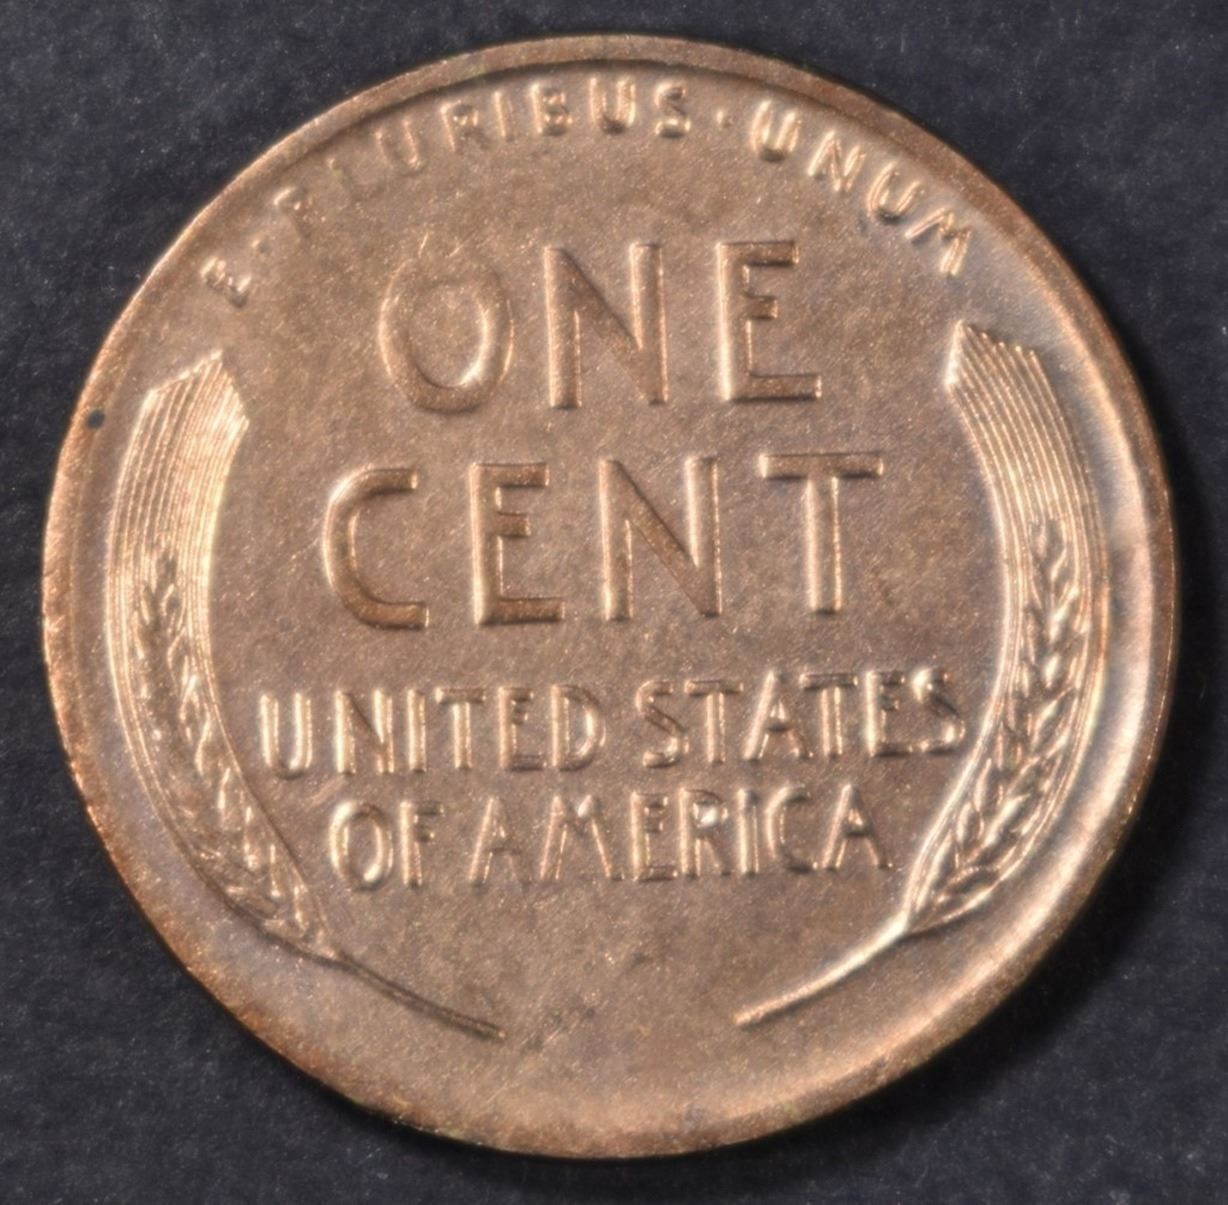 E·PLURIBUS·UNUM
ONE
CENT
UNITED STATES
OF AMERICA